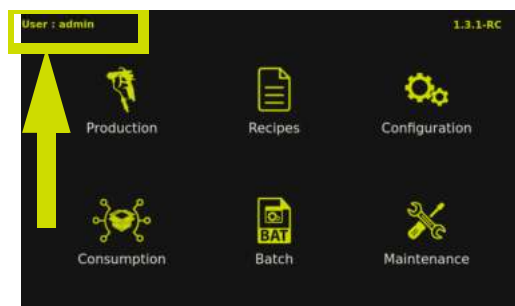 User : admin
1.3.1-RC
Production
Recipes
Configuration
BAT
Consumption
Batch
Maintenance